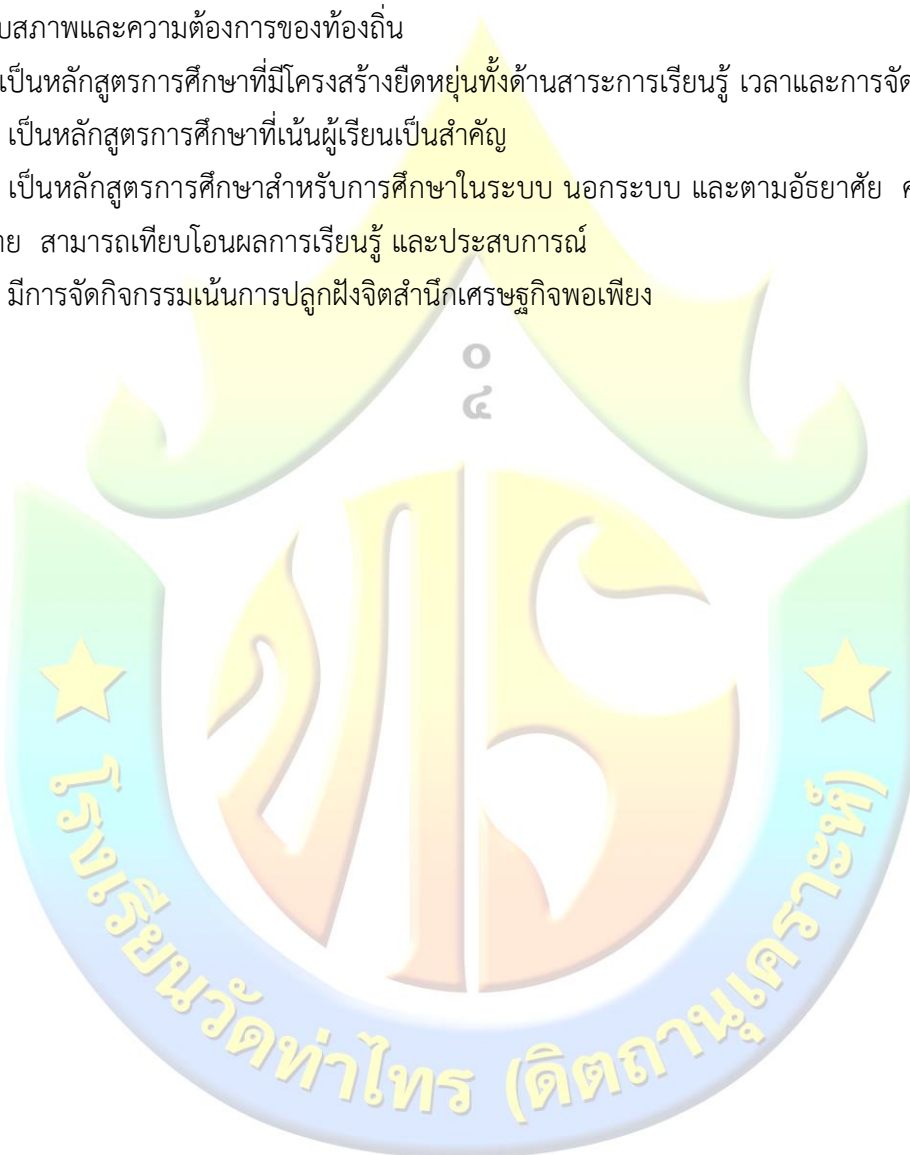 บสภาพและความต้องการของท้องถิ่น
เป็นหลักสูตรการศึกษาที่มีโครงสร้างยืดหยุ่นทั้งด้านสาระการเรียนรู้ เวลาและการจัด
เป็นหลักสูตรการศึกษาที่เน้นผู้เรียนเป็นสำคัญ
เป็นหลักสูตรการศึกษาสำหรับการศึกษาในระบบ นอกระบบ และตามอัธยาศัย
าย สามารถเทียบโอนผลการเรียนรู้ และประสบการณ์
มีการจัดกิจกรรมเน้นการปลูกฝังจิตสำนึกเศรษฐกิจพอเพียง
๐
๔
ทร
โรงเรียนวัดท่าไทร (ดิตถานุเคราะห์)